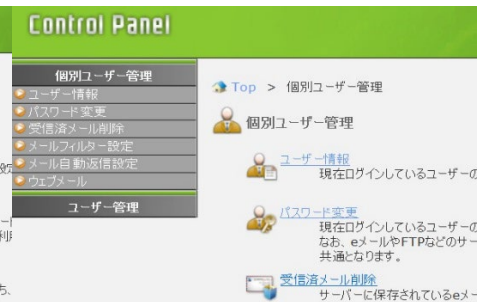 Control Panel
個別ユーザー管理
ユーザー情報
パスワード変更
受信済メール削除
メールフィルター設定
メール自動返信設定
ウェブメール
ユーザー管理
Top > 個別ユーザー管理
個別ユーザー管理
ユーザー情報
現在ログインしているユーザーの
パスワード変更
現在ログインしているユーザーの
なお、eメールやFTPなどのサー
共通となります。
受信済メール削除
サーバーに保存されているeメー